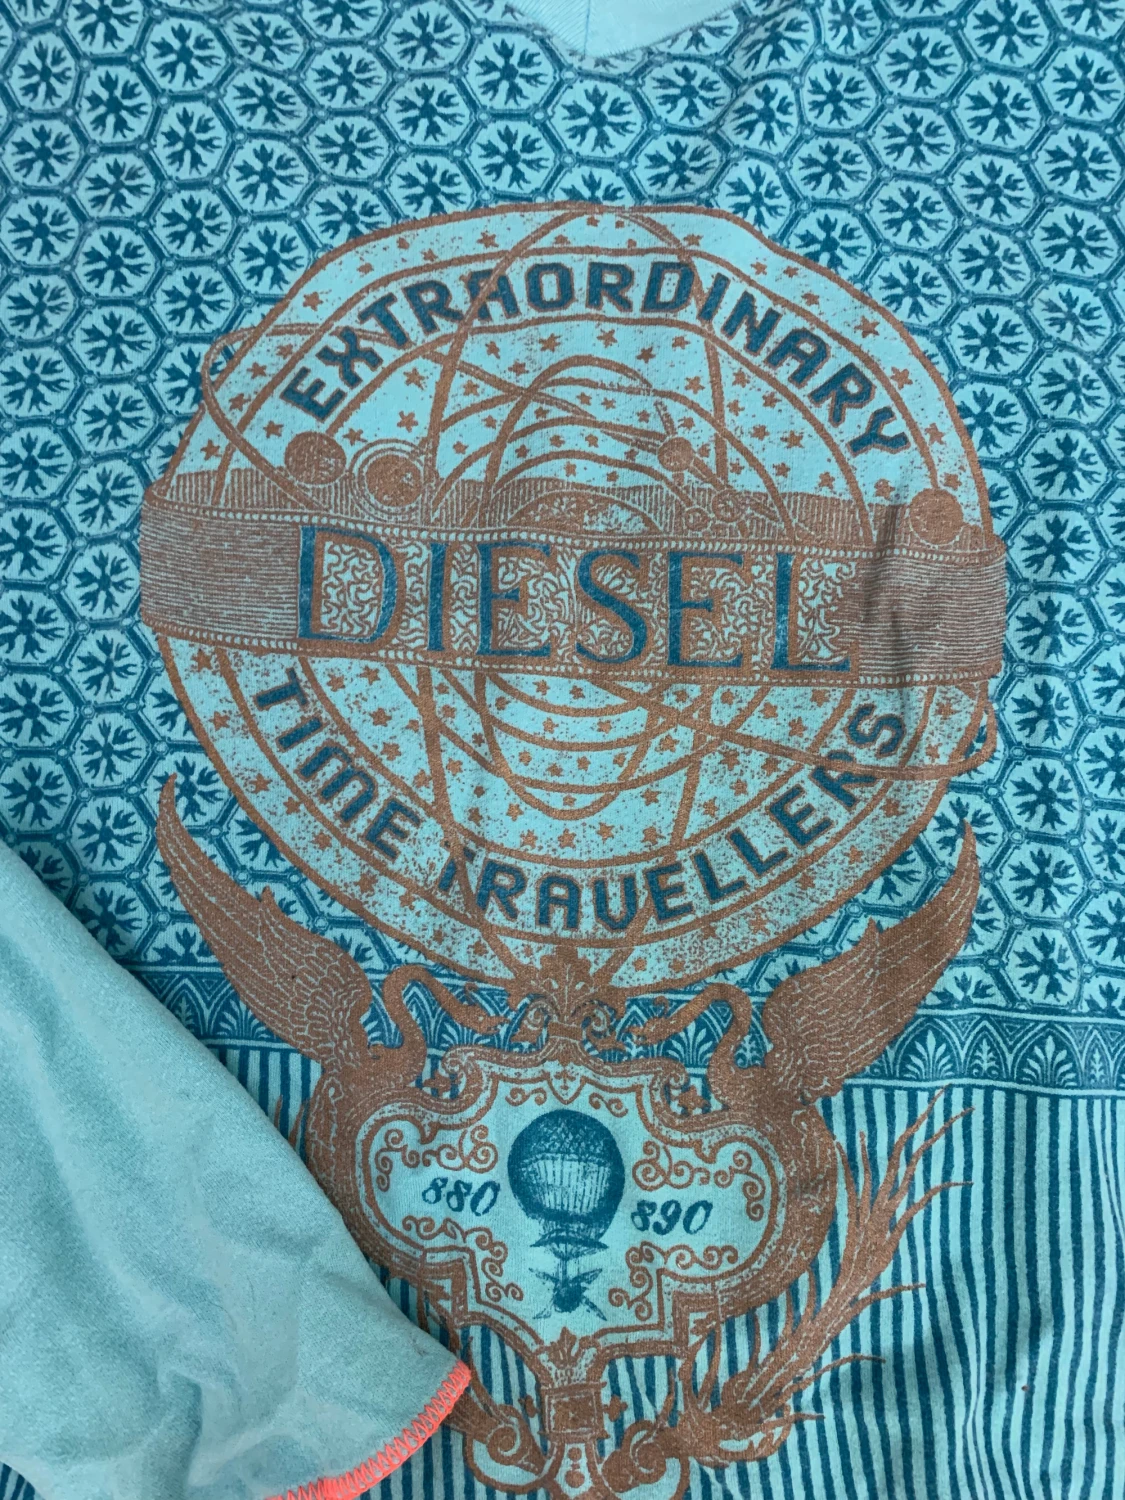 EXTRAORDINARY
DIESEL
TIME TRAVELLERS
880 890